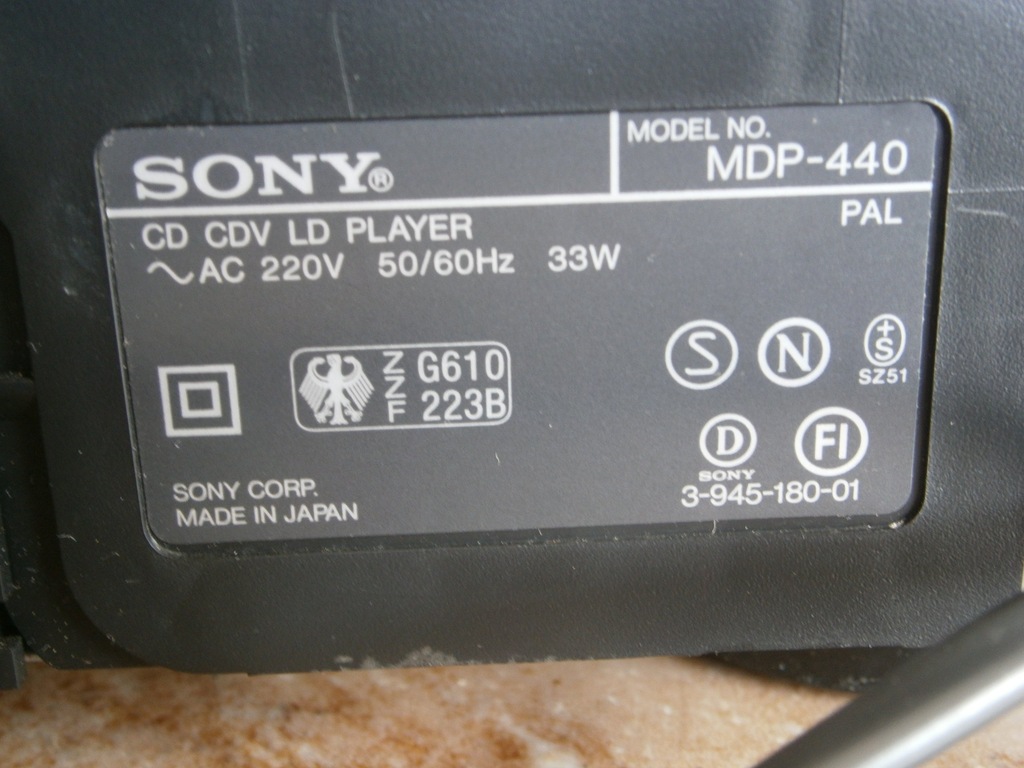 SONY®
MODEL NO.
MDP-440
CD CDV LD PLAYER
PAL
~AC 220V 50/60Hz 33W
ZZF
G610
223B
S
N
+S
SZ51
D
SONY
FI
3-945-180-01
SONY CORP.
MADE IN JAPAN